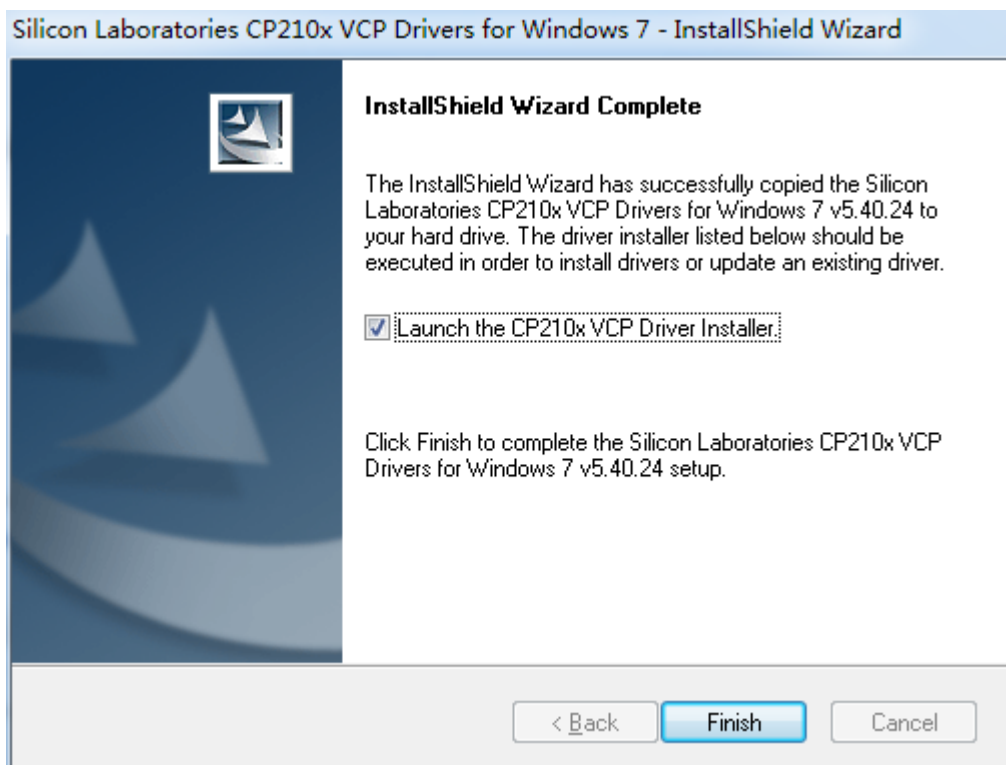 Silicon Laboratories CP210x VCP Drivers for Windows 7 - InstallShield Wizard
InstallShield Wizard Complete
The InstallShield Wizard has successfully copied the Silicon
Laboratories CP210x VCP Drivers for Windows 7 v5.40.24 to
your hard drive. The driver installer listed below should be
executed in order to install drivers or update an existing driver.
Launch the CP210x VCP Driver Installer.
Click Finish to complete the Silicon Laboratories CP210x VCP
Drivers for Windows 7 v5.40.24 setup.
< Back Finish Cancel